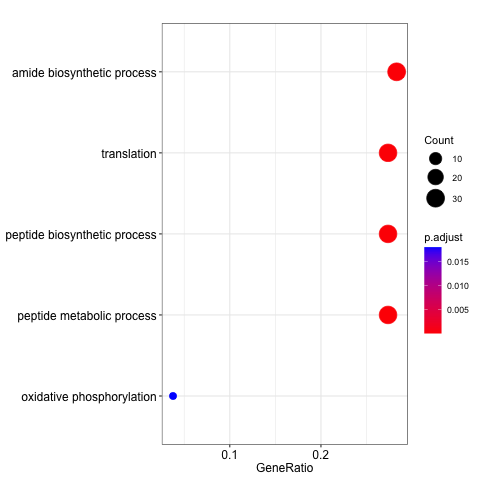 amide biosynthetic process
translation
peptide biosynthetic process
peptide metabolic process
oxidative phosphorylation
0.1 0.2
GeneRatio
Count
10
20
30
p.adjust
0.015
0.010
0.005